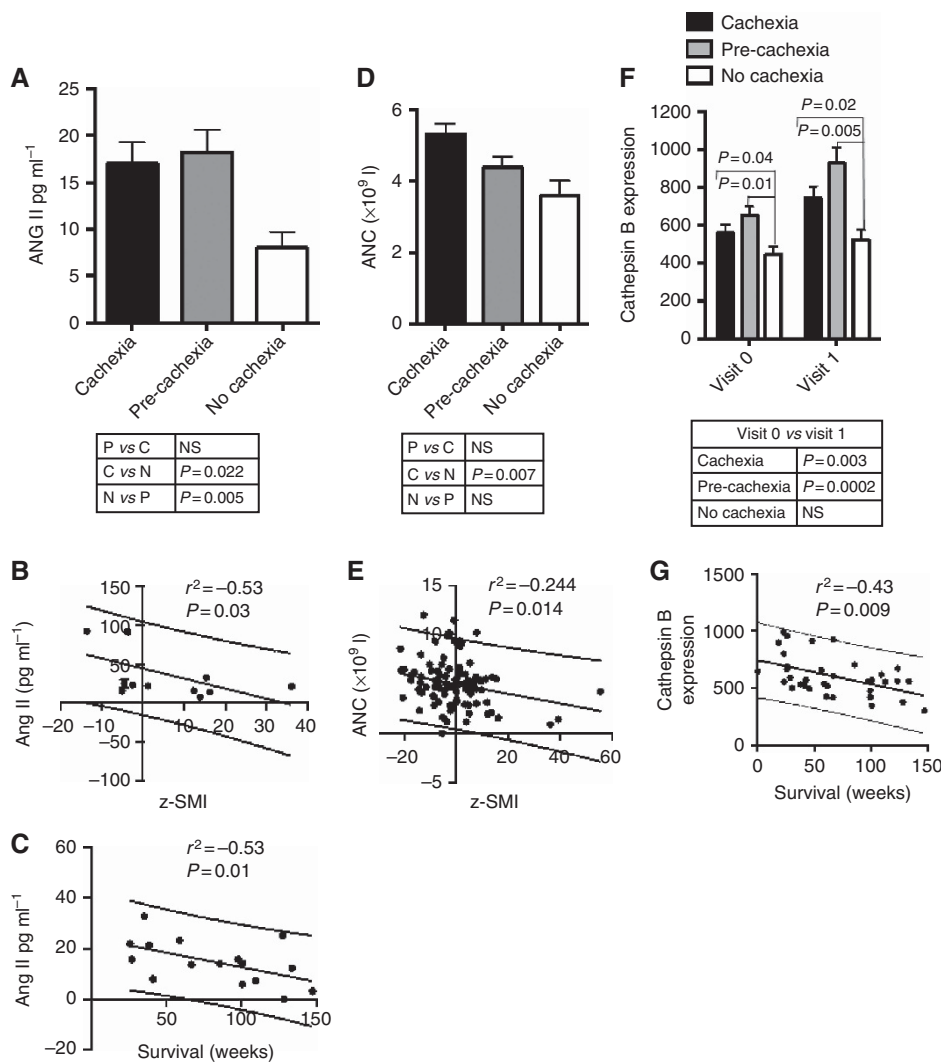 Cachexia
Pre-cachexia
No cachexia
A
25
20
15
10
5
0
ANG II pg ml⁻¹
Cachexia
Pre-cachexia
No cachexia
P vs C NS
C vs N P=0.022
N vs P P=0.005
D
6
4
2
0
ANC (×10⁹ l)
Cachexia
Pre-cachexia
No cachexia
P vs C NS
C vs N P=0.007
N vs P NS
F
1200
1000
800
600
400
200
0
Cathepsin B expression
P=0.02
P=0.005
P=0.04
P=0.01
Visit 0
Visit 1
Visit 0 vs visit 1
Cachexia P=0.003
Pre-cachexia P=0.0002
No cachexia NS
B
150
100
50
0
−50
−100
Ang II (pg ml⁻¹)
r²=−0.53
P=0.03
−20 0 20 40
z-SMI
E
15
10
5
0
−5
ANC (×10⁹ l)
r²=−0.244
P=0.014
−20 0 20 40 60
z-SMI
G
1500
1000
500
0
Cathepsin B
expression
r²=−0.43
P=0.009
0 50 100 150
Survival (weeks)
C
60
40
20
0
−20
Ang II pg ml⁻¹
r²=−0.53
P=0.01
50 100 150
Survival (weeks)